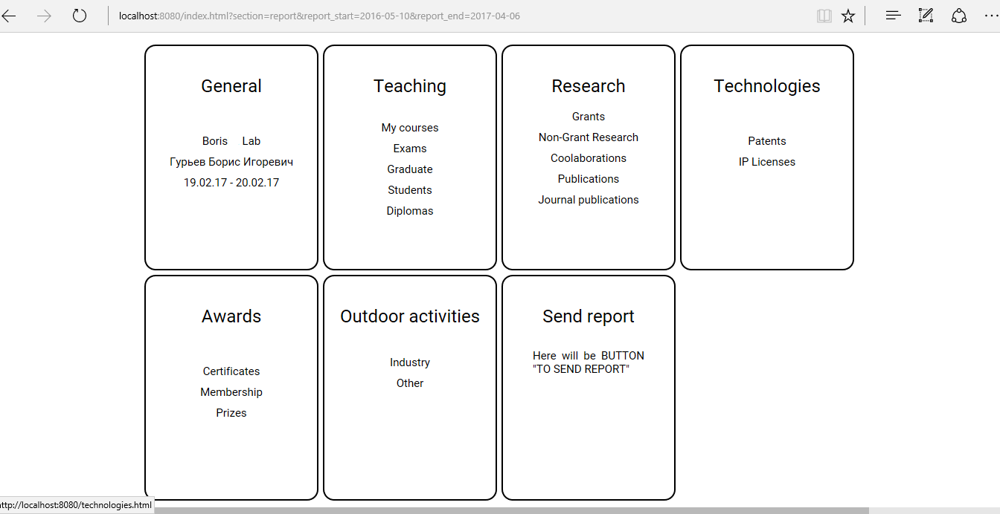 localhost:8080/index.html?section=report&report_start=2016-05-10&report_end=2017-04-06
General
Boris Lab
Гурьев Борис Игоревич
19.02.17 - 20.02.17
Teaching
My courses
Exams
Graduate
Students
Diplomas
Research
Grants
Non-Grant Research
Coolaborations
Publications
Journal publications
Technologies
Patents
IP Licenses
Awards
Certificates
Membership
Prizes
Outdoor activities
Industry
Other
Send report
Here will be BUTTON
"TO SEND REPORT"
http://localhost:8080/technologies.html